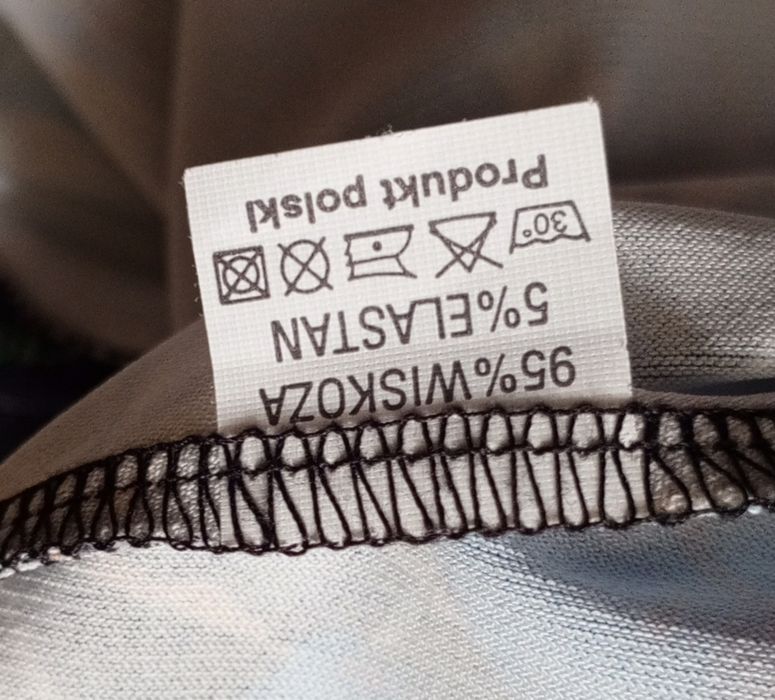 95%WISKOZA
5%ELASTAN
30°
Produkt polski